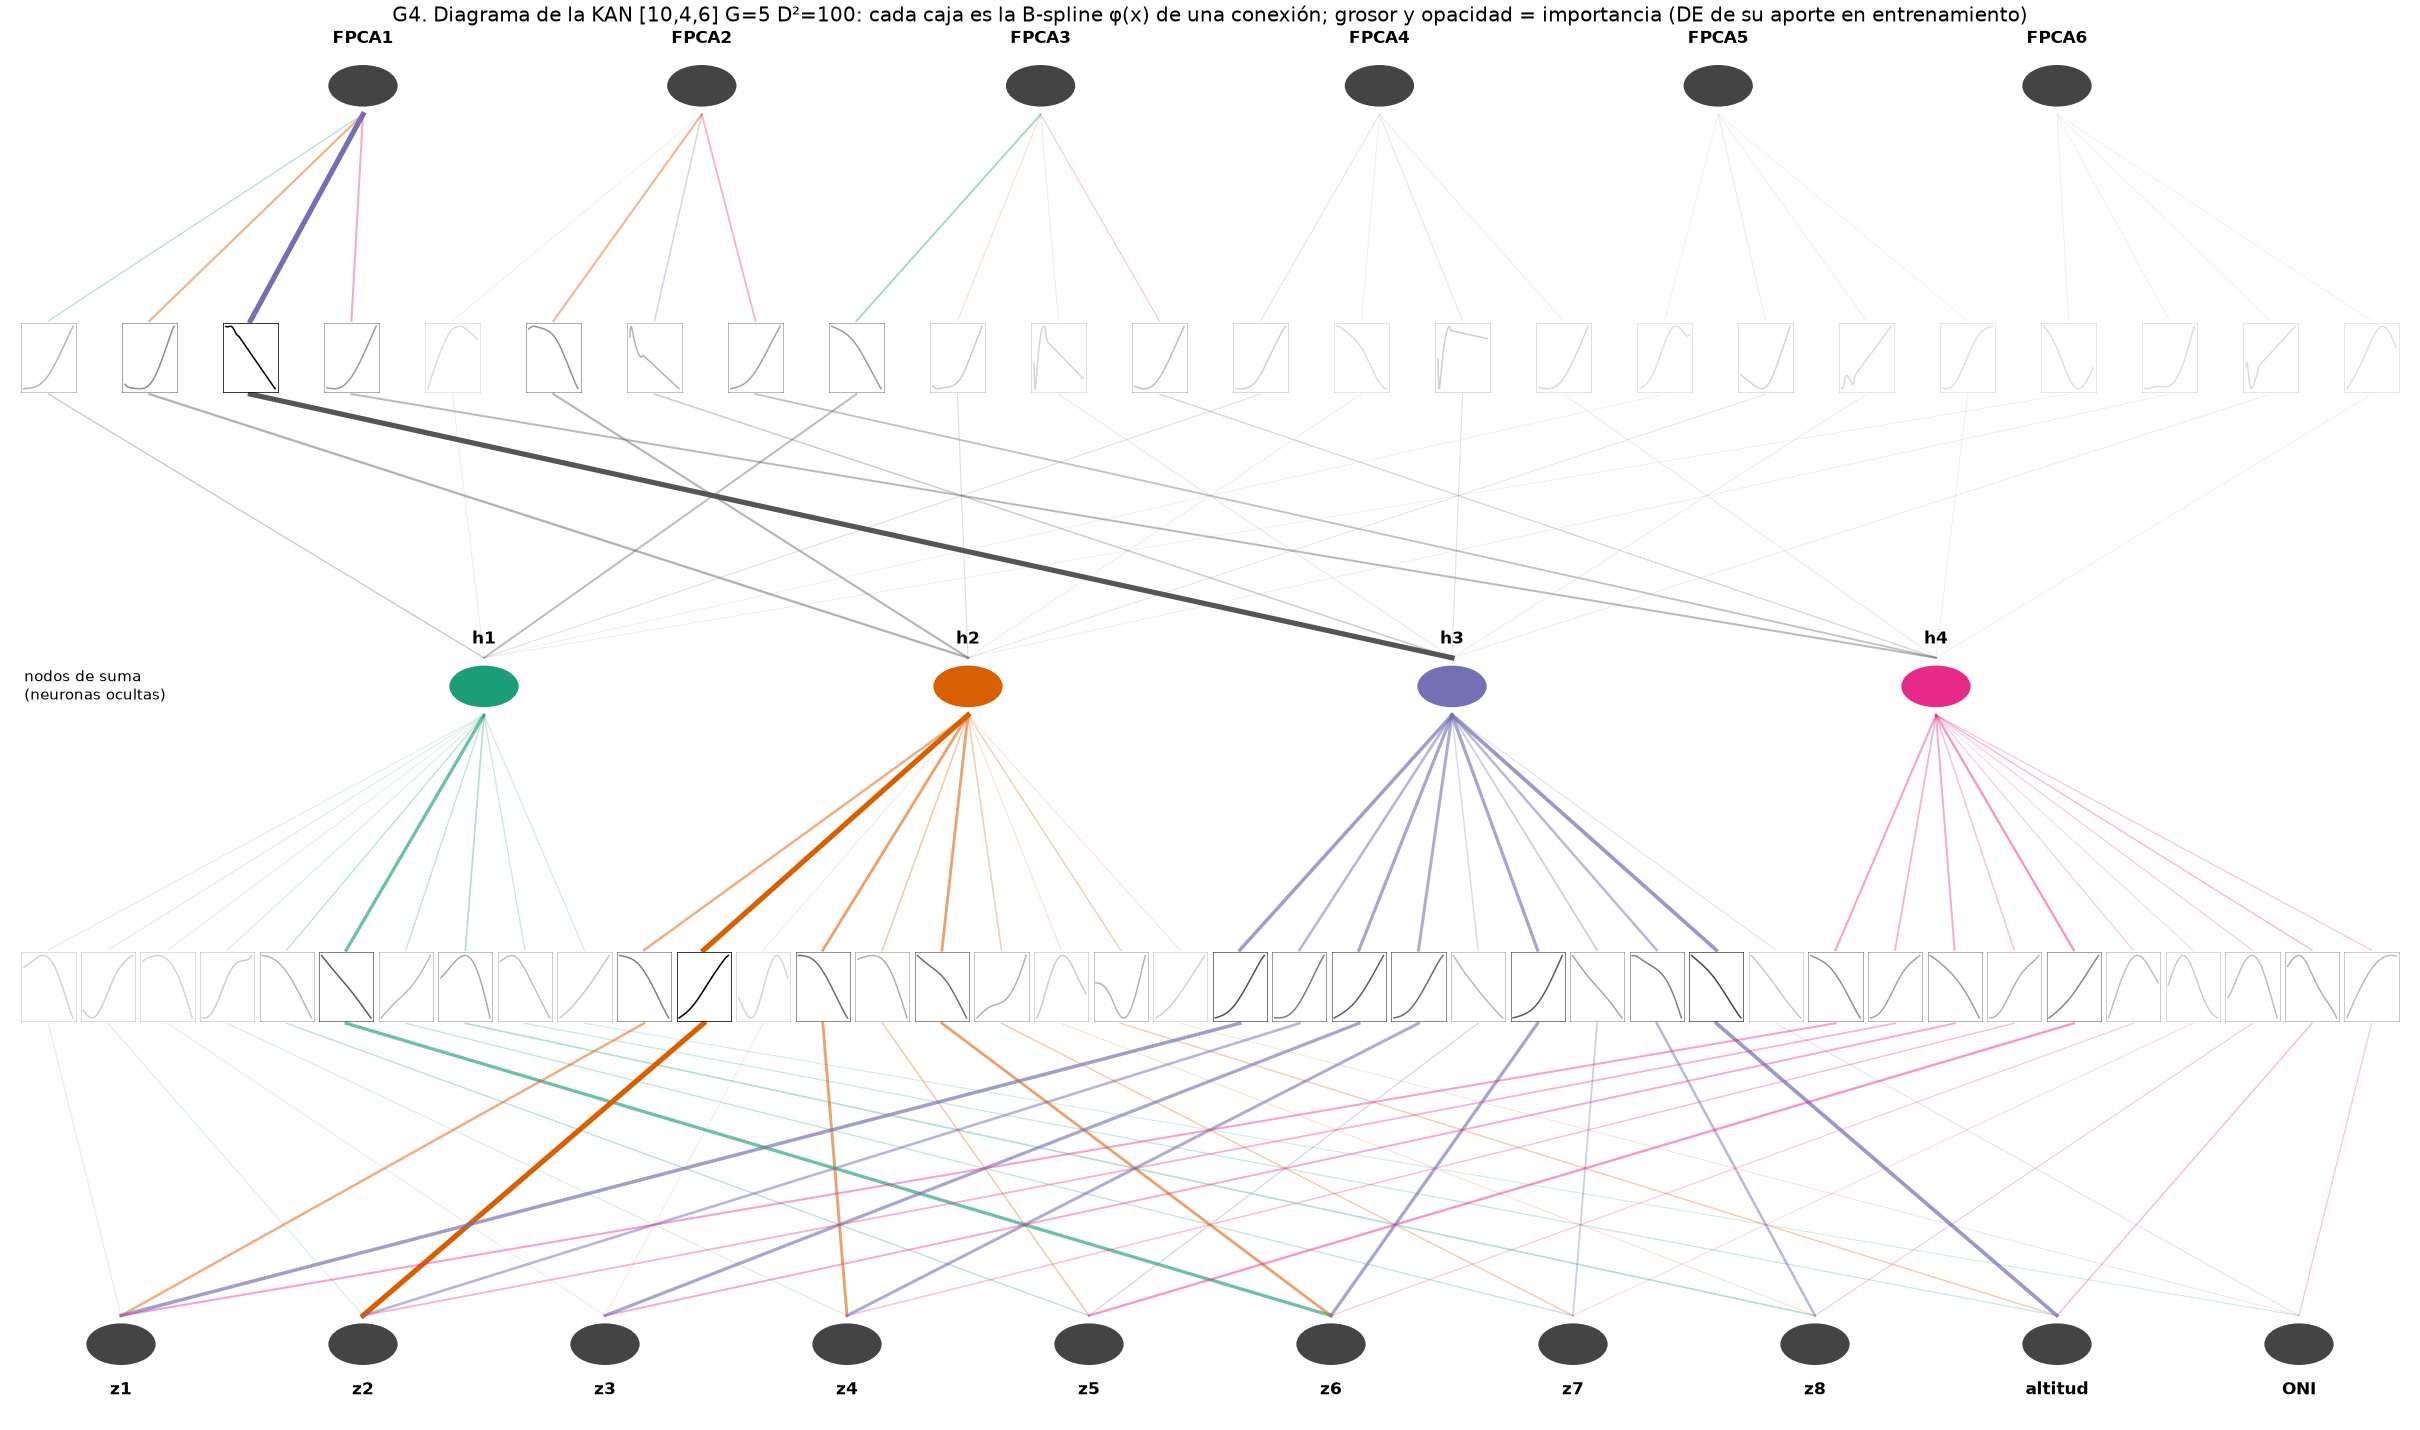 G4. Diagrama de la KAN [10,4,6] G=5 D²=100: cada caja es la B-spline φ(x) de una conexión; grosor y opacidad = importancia (DE de su aporte en entrenamiento)
FPCA1 FPCA2 FPCA3 FPCA4 FPCA5 FPCA6
h1 h2 h3 h4
nodos de suma
(neuronas ocultas)
z1 z2 z3 z4 z5 z6 z7 z8 altitud ONI